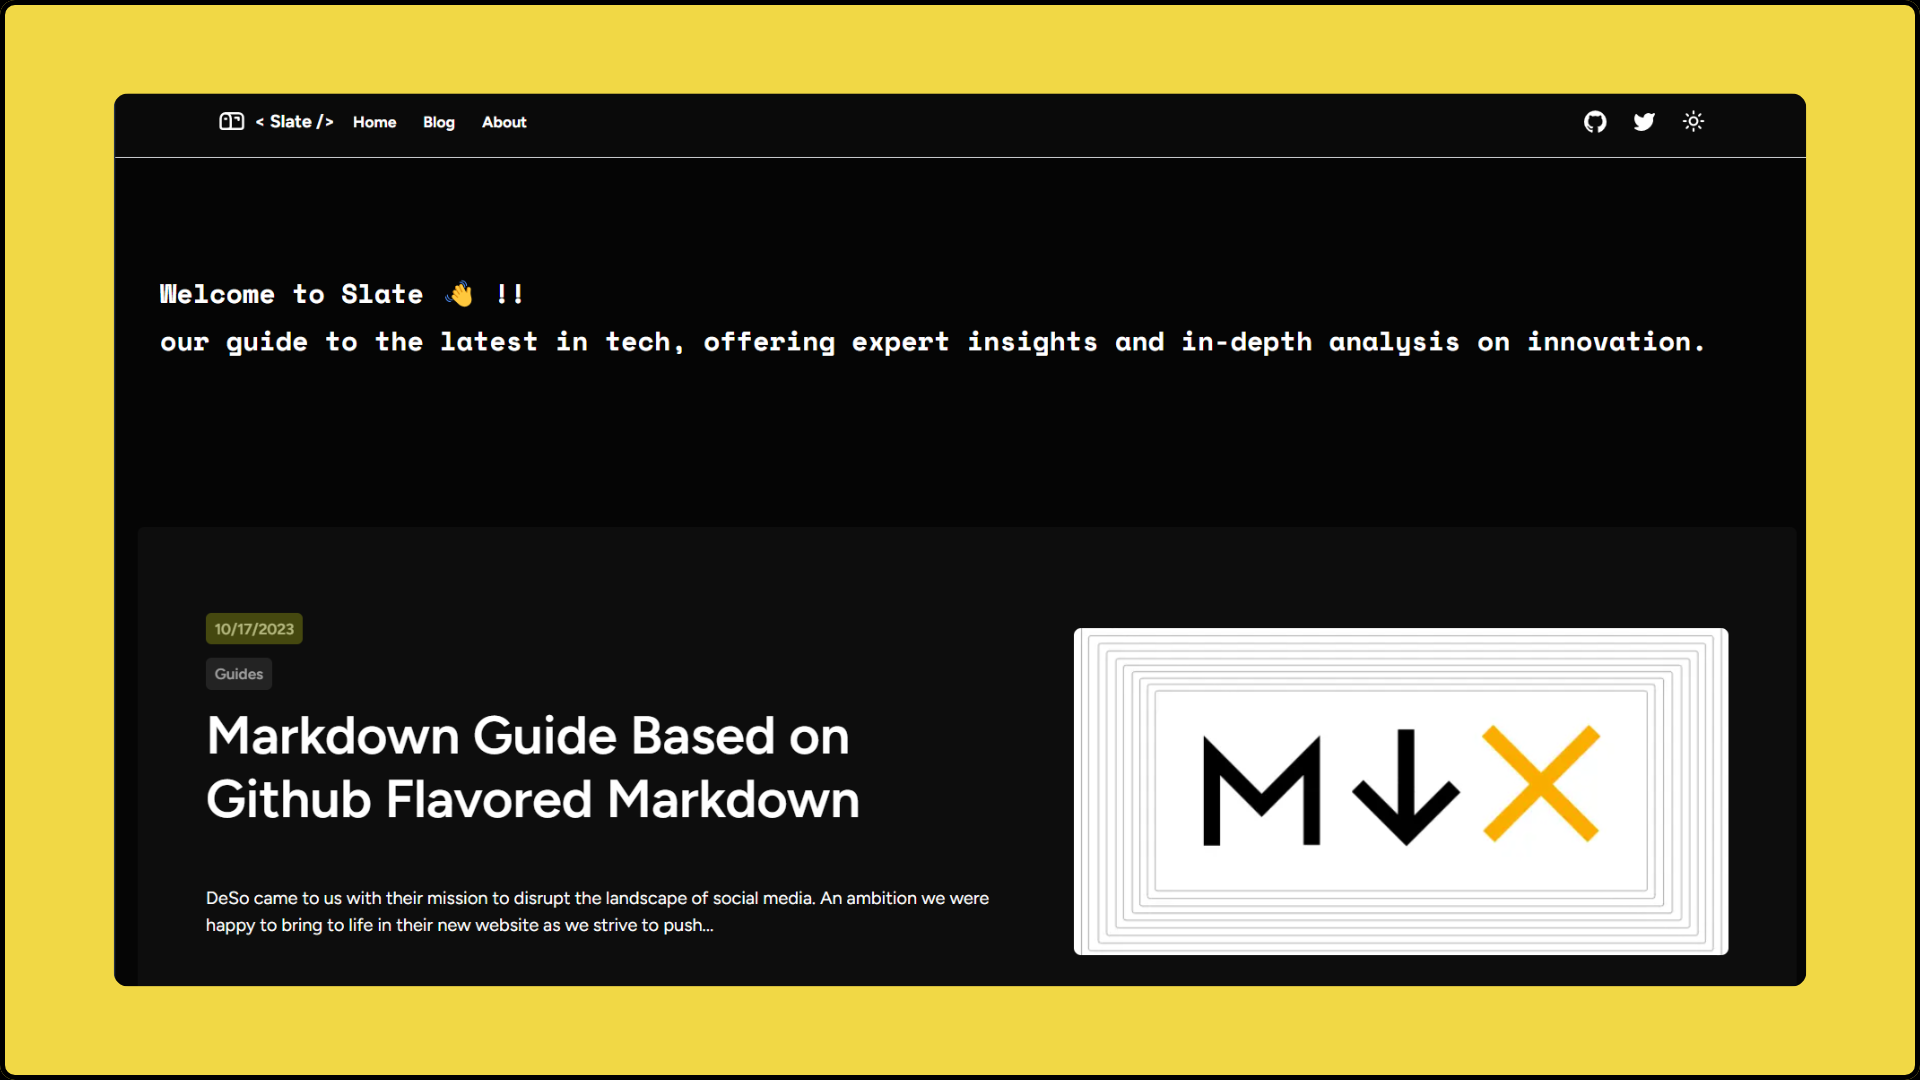 < Slate /> Home Blog About
Welcome to Slate 👋 !!
our guide to the latest in tech, offering expert insights and in-depth analysis on innovation.
10/17/2023
Guides
Markdown Guide Based on
Github Flavored Markdown
DeSo came to us with their mission to disrupt the landscape of social media. An ambition we were
happy to bring to life in their new website as we strive to push...
M↓X